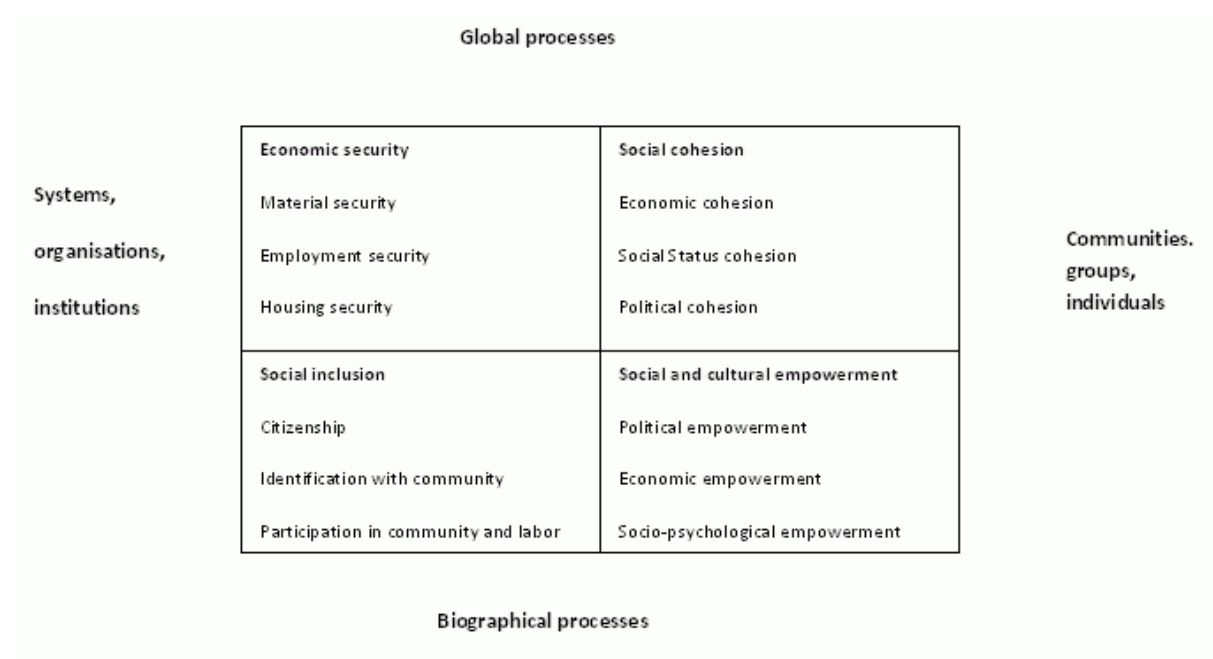 Global processes
Economic security
Social cohesion
Systems,
Material security
Economic cohesion
organisations,
Employment security
Social Status cohesion
Communities.
groups,
institutions
Housing security
Political cohesion
individuals
Social inclusion
Social and cultural empowerment
Citizenship
Political empowerment
Identification with community
Economic empowerment
Participation in community and labor
Socio-psychological empowerment
Biographical processes